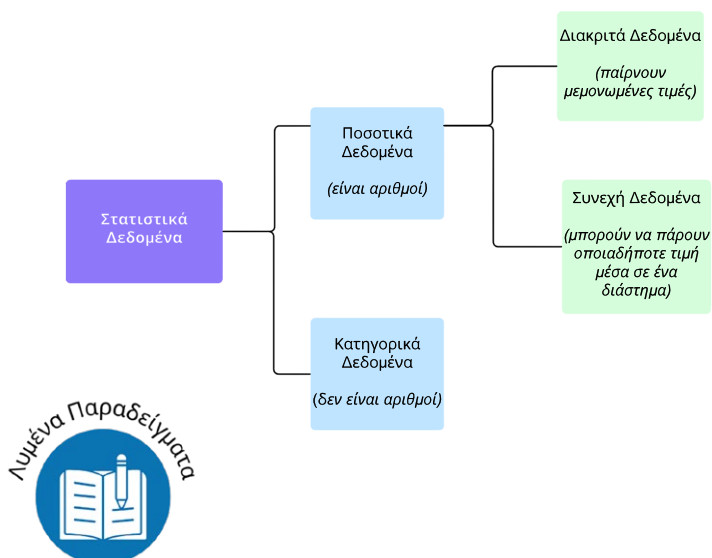 Στατιστικά
Δεδομένα
Ποσοτικά
Δεδομένα
(είναι αριθμοί)
Διακριτά Δεδομένα
(παίρνουν
μεμονωμένες τιμές)
Συνεχή Δεδομένα
(μπορούν να πάρουν
οποιαδήποτε τιμή
μέσα σε ένα
διάστημα)
Κατηγορικά
Δεδομένα
(δεν είναι αριθμοί)
Λυμένα Παραδείγματα